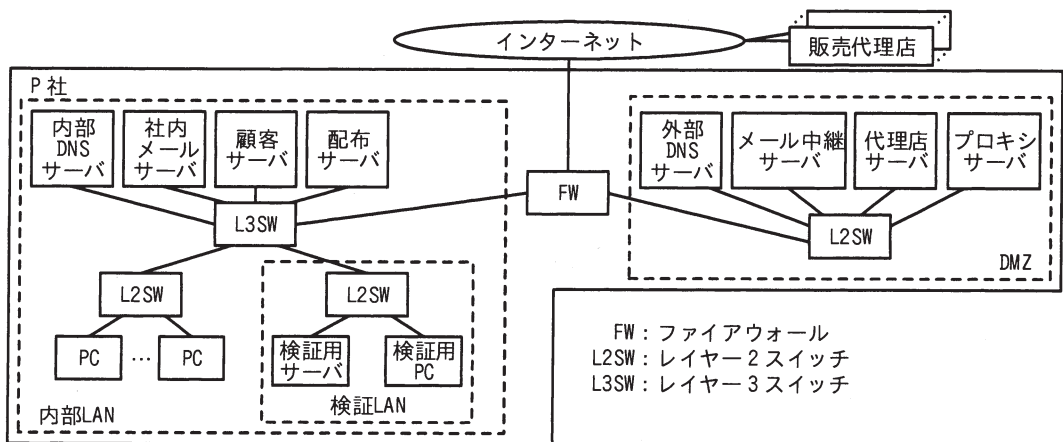 インターネット
販売代理店
P社
内部
DNS
サーバ
社内
メール
サーバ
顧客
サーバ
配布
サーバ
外部
DNS
サーバ
メール中継
サーバ
代理店
サーバ
プロキシ
サーバ
FW
L3SW
L2SW
DMZ
L2SW
L2SW
PC
…
PC
検証用
サーバ
検証用
PC
検証LAN
内部LAN
FW:ファイアウォール
L2SW:レイヤー2スイッチ
L3SW:レイヤー3スイッチ